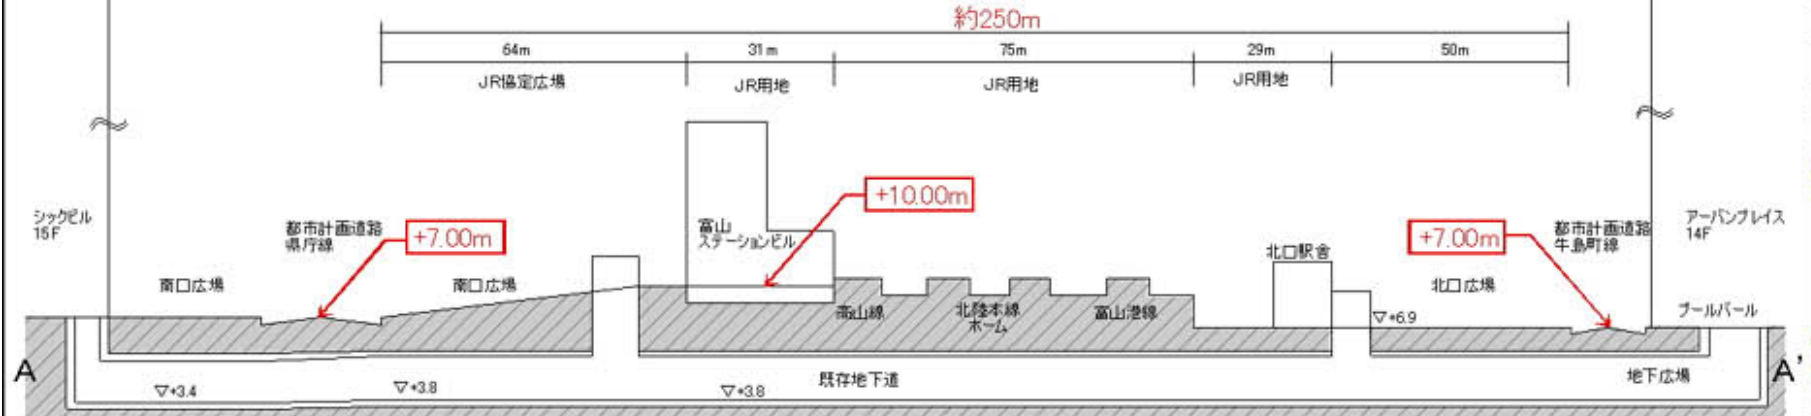 約250m
64m
31m
75m
29m
50m
JR協定広場
JR用地
JR用地
JR用地
シックビル
15F
都市計画道路
県庁線
+7.00m
+10.00m
富山
ステーションビル
+7.00m
都市計画道路
牛島町線
アーバンプレイス
14F
南口広場
南口広場
北口駅舎
北口広場
高山線
北陸本線
ホーム
富山港線
▽+6.9
ブールバール
A
▽+3.4
▽+3.8
▽+3.8
既存地下道
地下広場
A'